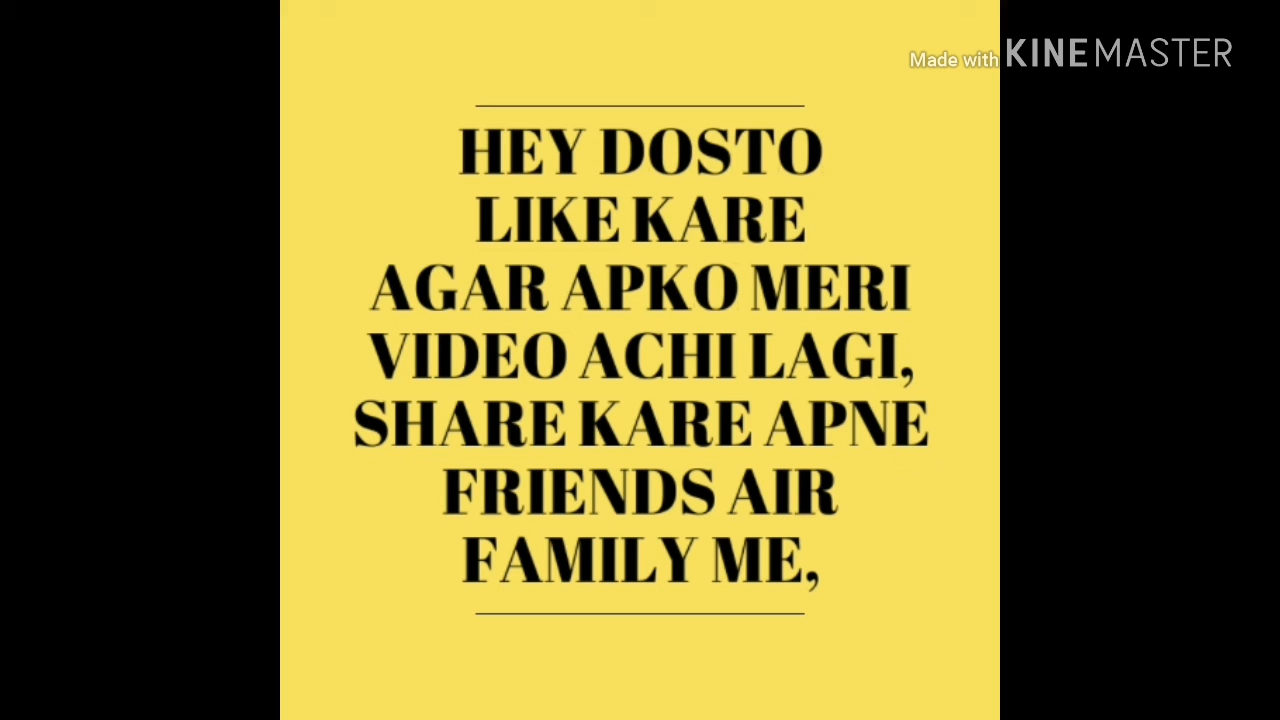 Made with KINEMASTER
HEY DOSTO
LIKE KARE
AGAR APKO MERI
VIDEO ACHI LAGI,
SHARE KARE APNE
FRIENDS AIR
FAMILY ME,